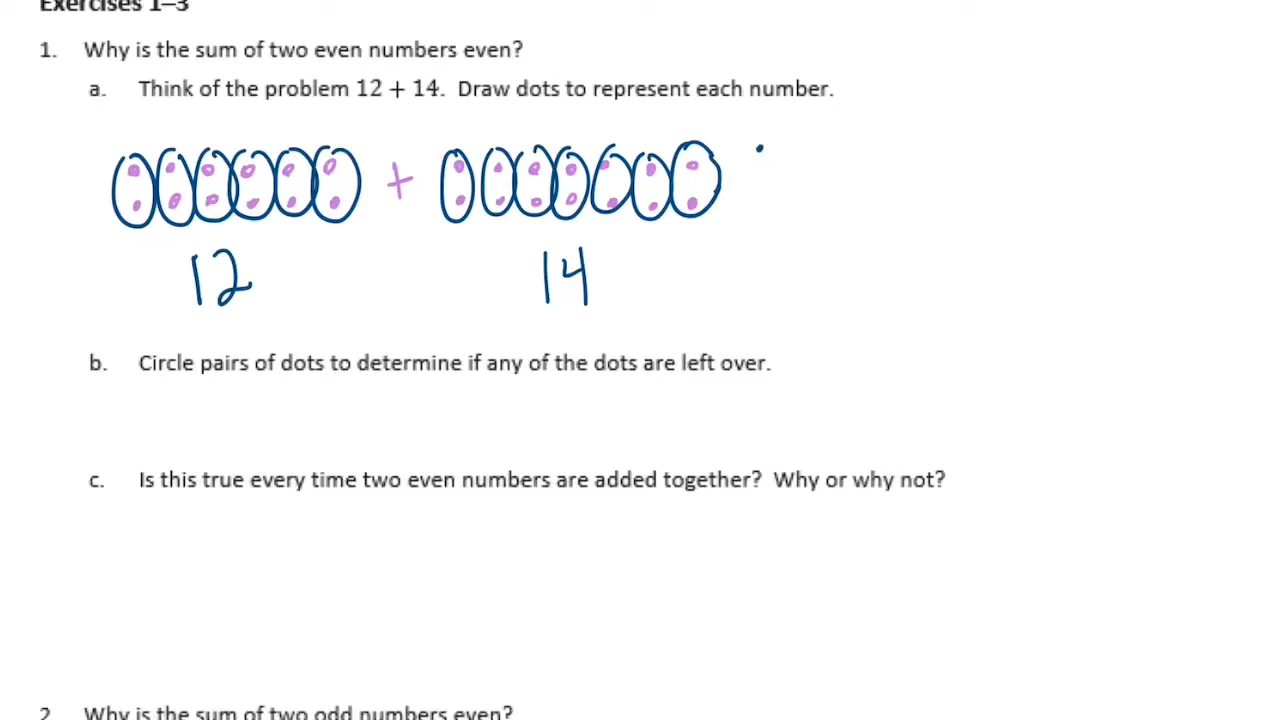 Exercises 1–3
1. Why is the sum of two even numbers even?
a. Think of the problem 12 + 14. Draw dots to represent each number.
+
12 14
b. Circle pairs of dots to determine if any of the dots are left over.
c. Is this true every time two even numbers are added together? Why or why not?
2 Why is the sum of two odd numbers even?